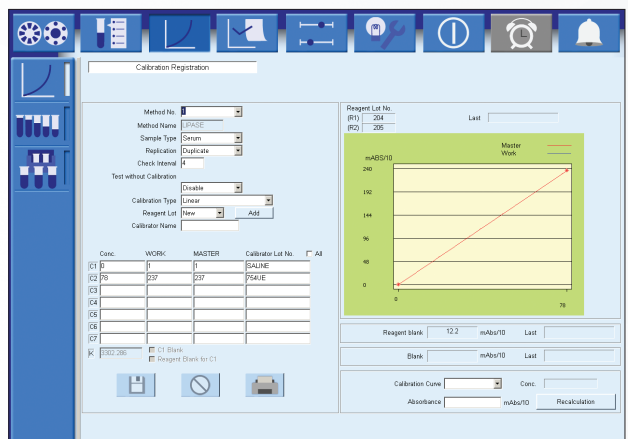 Calibration Registration
Method No. 1
Method Name LIPASE
Sample Type Serum
Replication Duplicate
Check Interval 4
Test without Calibration
Disable
Calibration Type Linear
Reagent Lot New Add
Calibrator Name
Conc. WORK MASTER Calibrator Lot No. All
C1 0 1 1 SALINE
C2 78 237 237 754UE
C3
C4
C5
C6
C7
K 3302.286 C1 Blank
Reagent Blank for C1
Reagent Lot No.
(R1) 204 Last
(R2) 205
Master
Work
mABS/10
240
192
144
96
48
0
0
78
Reagent blank 12.2 mAbs/10 Last
Blank mAbs/10 Last
Calibration Curve Conc.
Absorbance mAbs/10 Recalculation